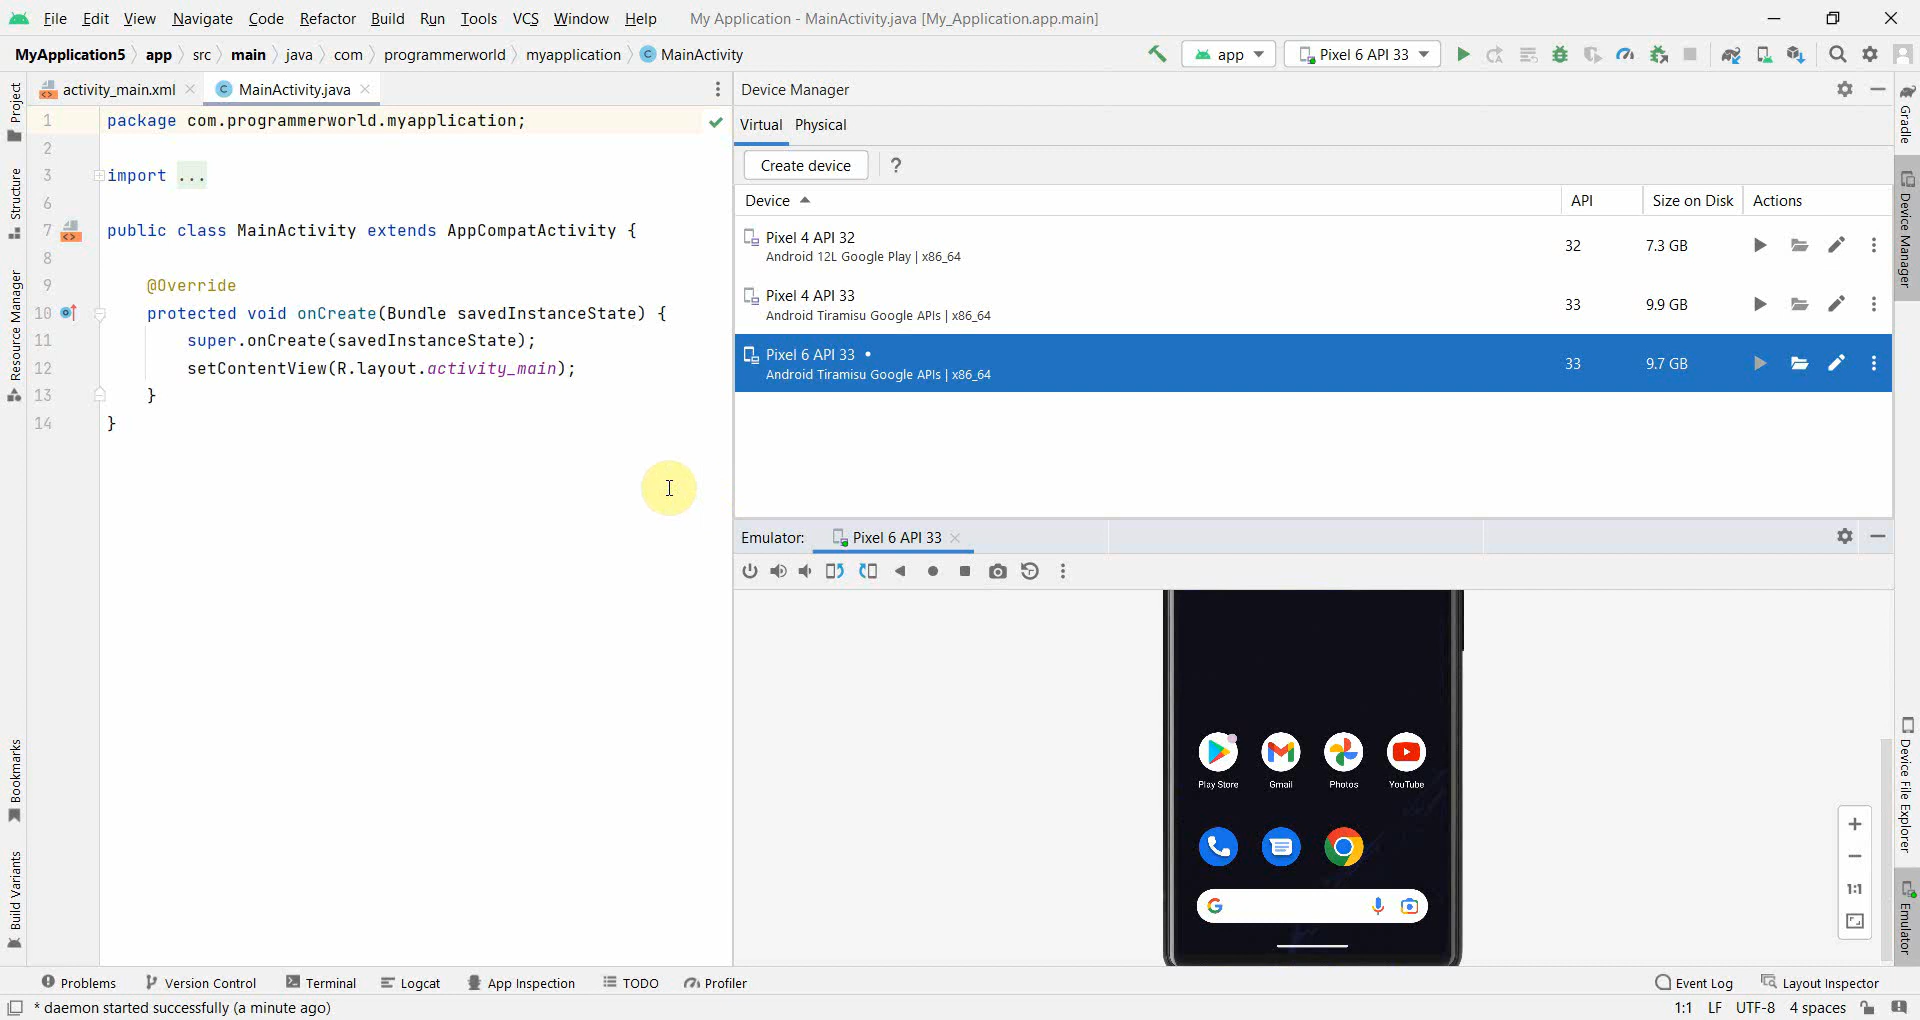 File Edit View Navigate Code Refactor Build Run Tools VCS Window Help My Application - MainActivity.java [My_Application.app.main]
MyApplication5 app src main java com programmerworld myapplication C MainActivity app Pixel 6 API 33
activity_main.xml C MainActivity.java
Device Manager
Virtual Physical
Create device ?
Device API Size on Disk Actions
Pixel 4 API 32
Android 12L Google Play | x86_64
32 7.3 GB
Pixel 4 API 33
Android Tiramisu Google APIs | x86_64
33 9.9 GB
Pixel 6 API 33 •
Android Tiramisu Google APIs | x86_64
33 9.7 GB
1 package com.programmerworld.myapplication;
2
3 import ...
6
7 public class MainActivity extends AppCompatActivity {
8
9 @Override
10 protected void onCreate(Bundle savedInstanceState) {
11 super.onCreate(savedInstanceState);
12 setContentView(R.layout.activity_main);
13 }
14 }
Emulator: Pixel 6 API 33
Play Store Gmail Photos YouTube
G
1:1
Project
Structure
Resource Manager
Bookmarks
Build Variants
Gradle
Device Manager
Device File Explorer
Emulator
Problems Version Control Terminal Logcat App Inspection TODO Profiler Event Log Layout Inspector
* daemon started successfully (a minute ago) 1:1 LF UTF-8 4 spaces